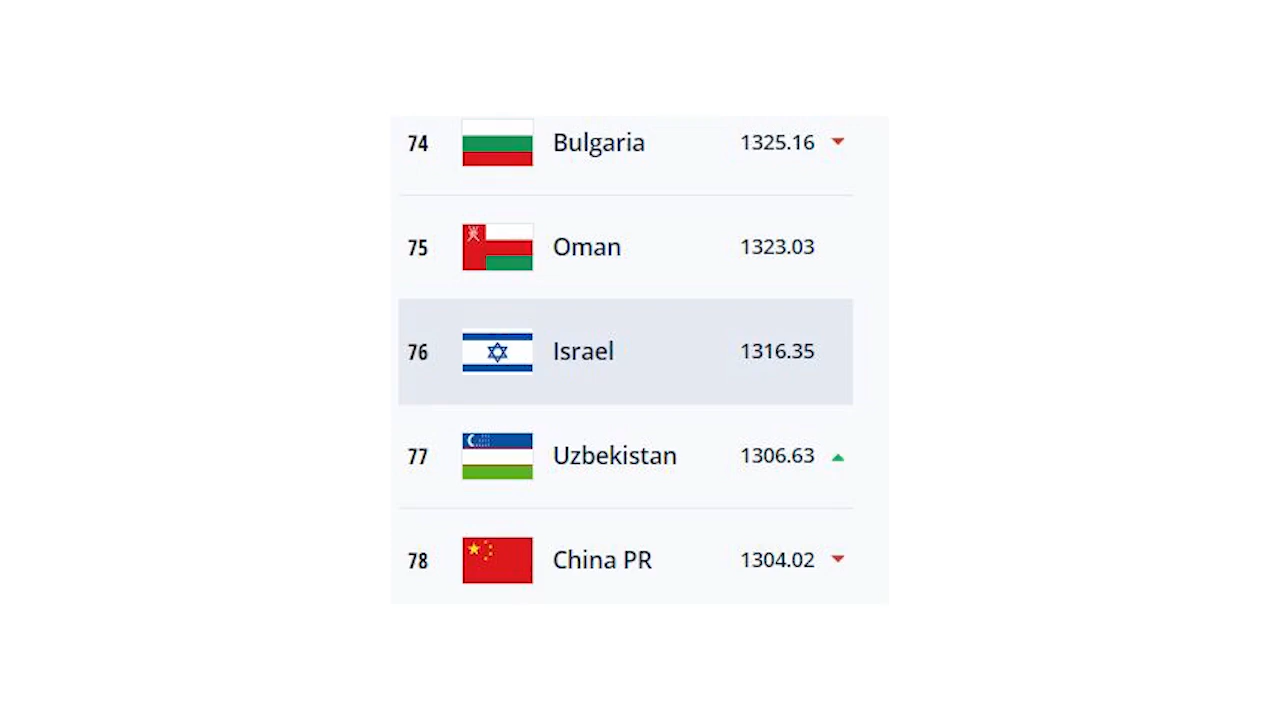 74 Bulgaria 1325.16
75 Oman 1323.03
76 Israel 1316.35
77 Uzbekistan 1306.63
78 China PR 1304.02